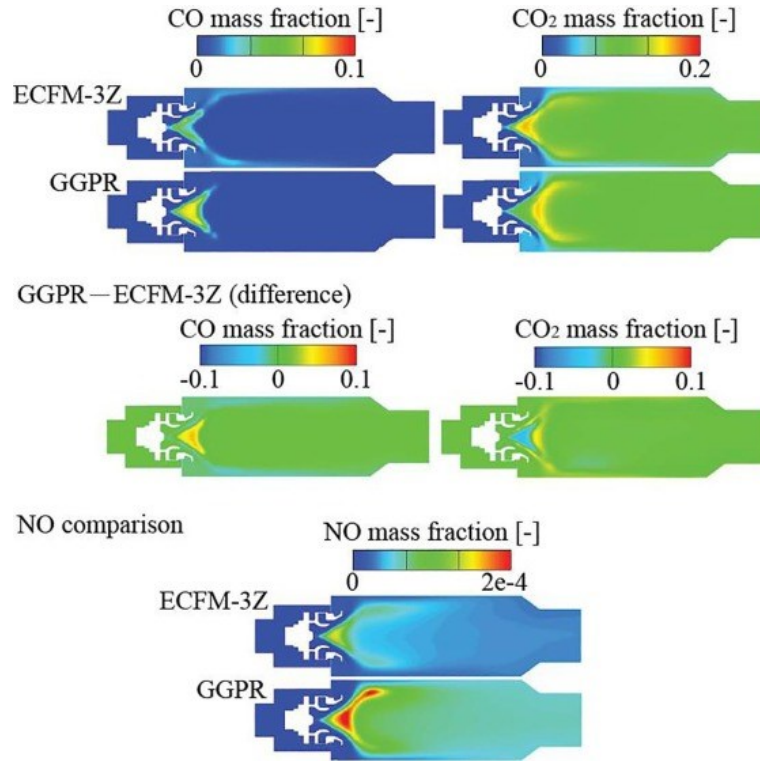 CO mass fraction [-]
CO₂ mass fraction [-]
0 0.1
0 0.2
ECFM-3Z
GGPR
GGPR—ECFM-3Z (difference)
CO mass fraction [-]
CO₂ mass fraction [-]
-0.1 0 0.1
-0.1 0 0.1
NO comparison
NO mass fraction [-]
0 2e-4
ECFM-3Z
GGPR